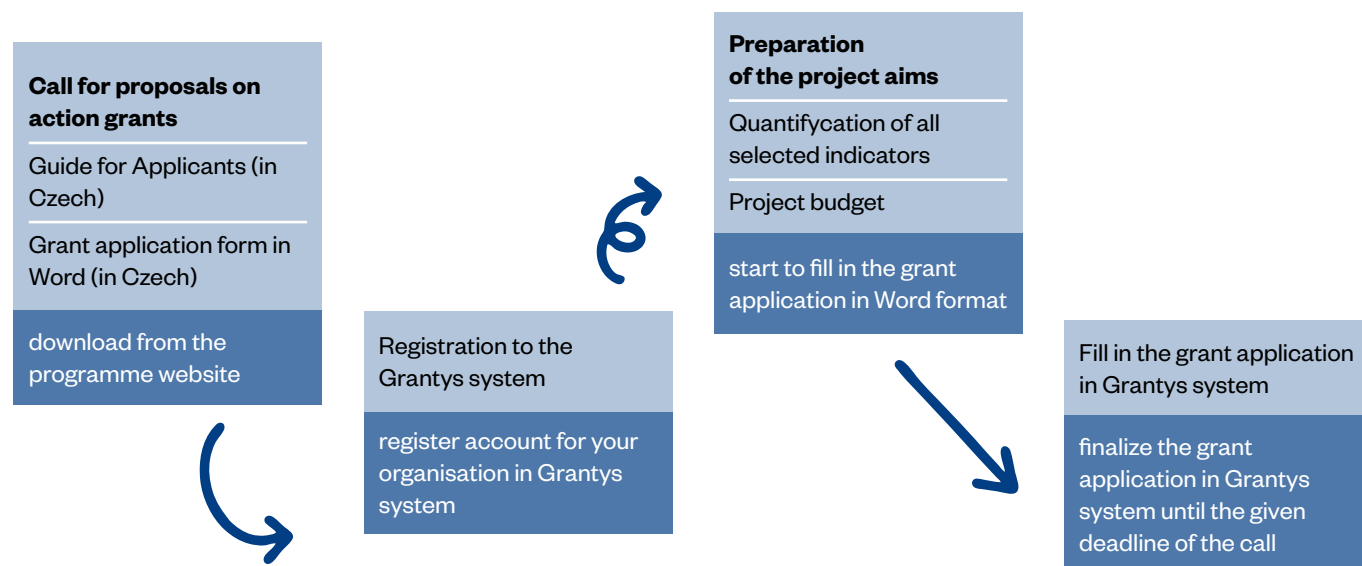 Call for proposals on
action grants
Guide for Applicants (in
Czech)
Grant application form in
Word (in Czech)
download from the
programme website
Registration to the
Grantys system
register account for your
organisation in Grantys
system
Preparation
of the project aims
Quantifycation of all
selected indicators
Project budget
start to fill in the grant
application in Word format
Fill in the grant application
in Grantys system
finalize the grant
application in Grantys
system until the given
deadline of the call